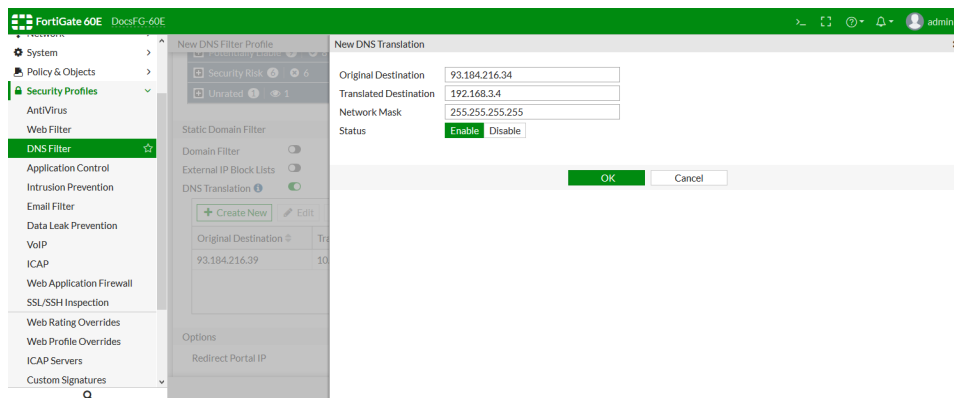 FortiGate 60E DocsFG-60E
>_ admin
Network
System
Policy & Objects
Security Profiles
AntiVirus
Web Filter
DNS Filter
Application Control
Intrusion Prevention
Email Filter
Data Leak Prevention
VoIP
ICAP
Web Application Firewall
SSL/SSH Inspection
Web Rating Overrides
Web Profile Overrides
ICAP Servers
Custom Signatures
New DNS Filter Profile
Security Risk 6 6
Unrated 1 1
Static Domain Filter
Domain Filter
External IP Block Lists
DNS Translation
Create New Edit
Original Destination
93.184.216.39 10
Options
Redirect Portal IP
New DNS Translation
Original Destination 93.184.216.34
Translated Destination 192.168.3.4
Network Mask 255.255.255.255
Status Enable Disable
OK Cancel